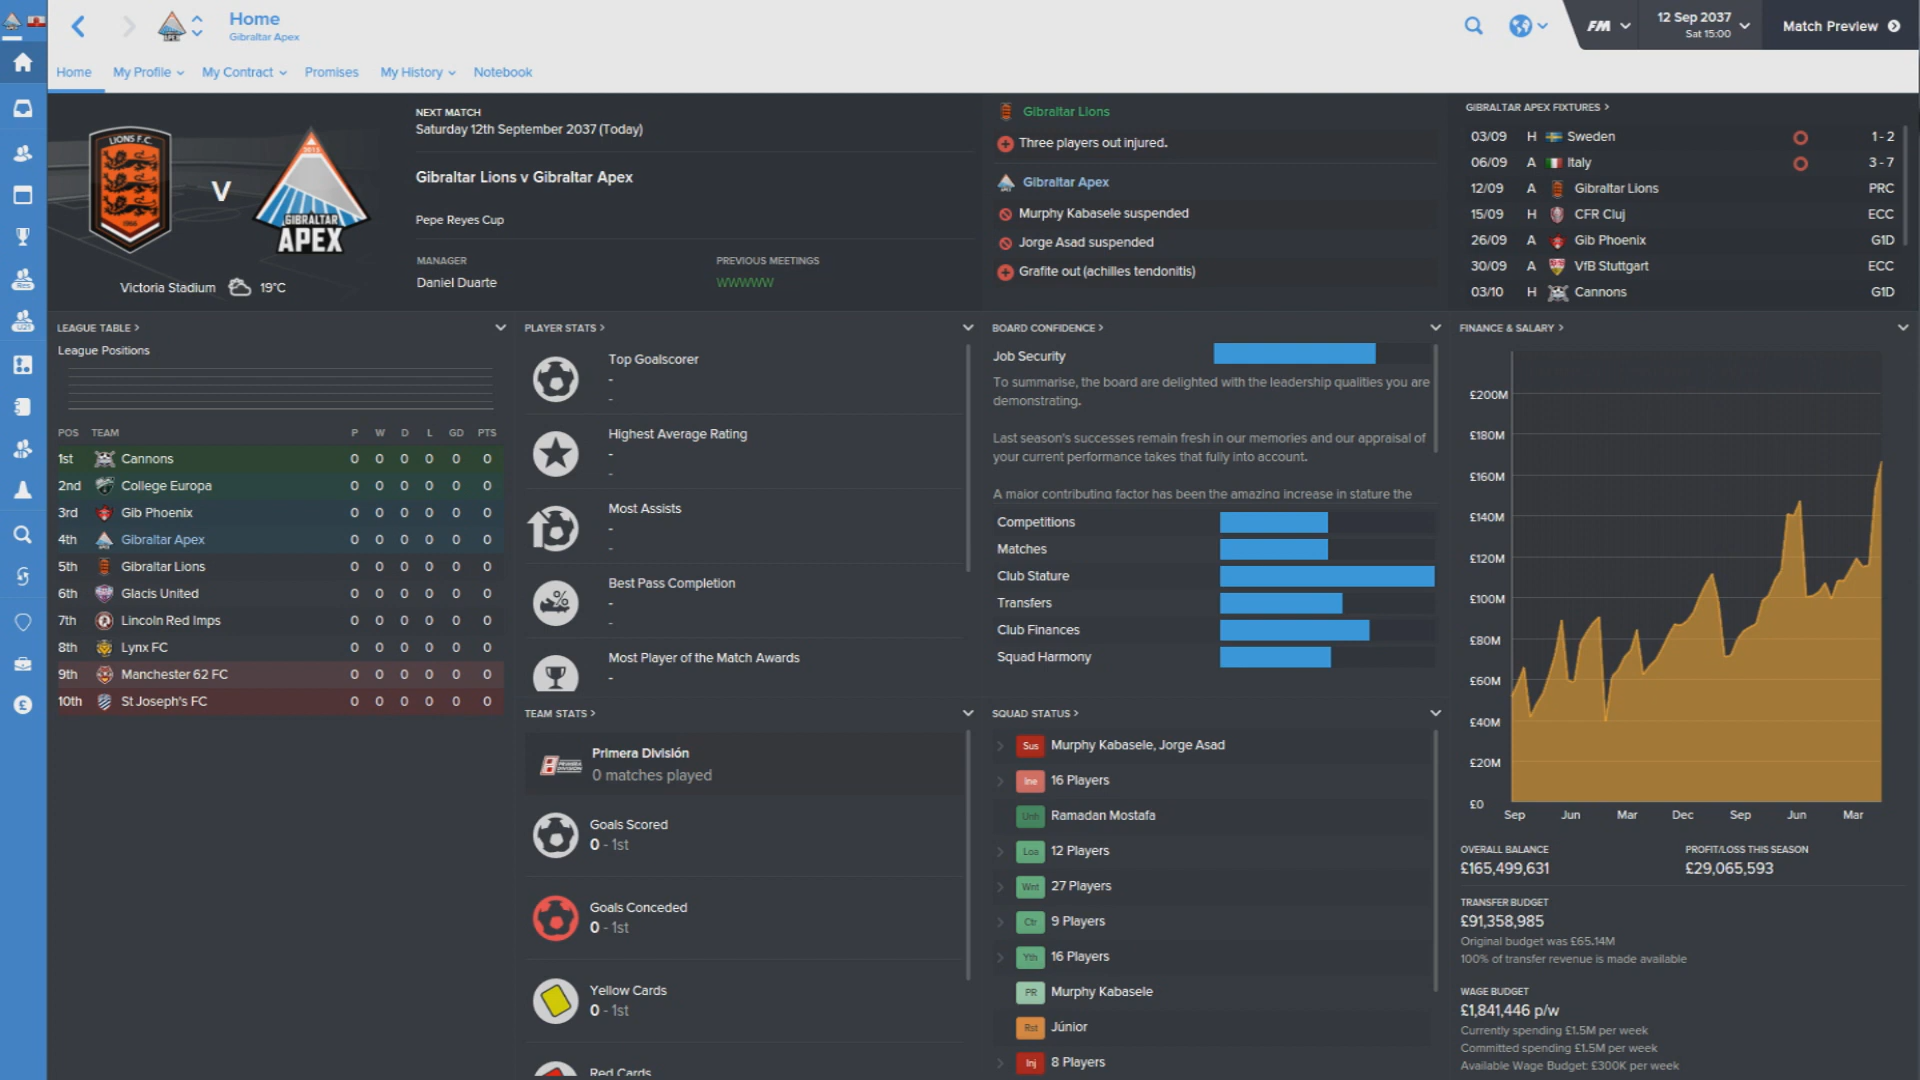 Home
Gibraltar Apex
FM
12 Sep 2037
Sat 15:00
Match Preview
Home
My Profile
My Contract
Promises
My History
Notebook
LIONS F.C.
V
GIBRALTAR
APEX
Victoria Stadium
19°C
NEXT MATCH
Saturday 12th September 2037 (Today)
Gibraltar Lions v Gibraltar Apex
Pepe Reyes Cup
MANAGER
Daniel Duarte
PREVIOUS MEETINGS
WWWWW
Gibraltar Lions
Three players out injured.
Gibraltar Apex
Murphy Kabasele suspended
Jorge Asad suspended
Grafite out (achilles tendonitis)
GIBRALTAR APEX FIXTURES >
03/09 H Sweden 1 - 2
06/09 A Italy 3 - 7
12/09 A Gibraltar Lions PRC
15/09 H CFR Cluj ECC
26/09 A Gib Phoenix G1D
30/09 A VfB Stuttgart ECC
03/10 H Cannons G1D
LEAGUE TABLE >
League Positions
POS TEAM P W D L GD PTS
1st Cannons 0 0 0 0 0 0
2nd College Europa 0 0 0 0 0 0
3rd Gib Phoenix 0 0 0 0 0 0
4th Gibraltar Apex 0 0 0 0 0 0
5th Gibraltar Lions 0 0 0 0 0 0
6th Glacis United 0 0 0 0 0 0
7th Lincoln Red Imps 0 0 0 0 0 0
8th Lynx FC 0 0 0 0 0 0
9th Manchester 62 FC 0 0 0 0 0 0
10th St Joseph's FC 0 0 0 0 0 0
PLAYER STATS >
Top Goalscorer
-
-
Highest Average Rating
-
-
Most Assists
-
-
Best Pass Completion
-
-
Most Player of the Match Awards
-
TEAM STATS >
Primera División
0 matches played
Goals Scored
0 - 1st
Goals Conceded
0 - 1st
Yellow Cards
0 - 1st
Red Cards
BOARD CONFIDENCE >
Job Security
To summarise, the board are delighted with the leadership qualities you are
demonstrating.
Last season's successes remain fresh in our memories and our appraisal of
your current performance takes that fully into account.
A major contributing factor has been the amazing increase in stature the
Competitions
Matches
Club Stature
Transfers
Club Finances
Squad Harmony
SQUAD STATUS >
Sus Murphy Kabasele, Jorge Asad
Ine 16 Players
Unh Ramadan Mostafa
Loa 12 Players
Wnt 27 Players
Ctr 9 Players
Yth 16 Players
PR Murphy Kabasele
Rst Júnior
Inj 8 Players
FINANCE & SALARY >
£200M
£180M
£160M
£140M
£120M
£100M
£80M
£60M
£40M
£20M
£0
Sep Jun Mar Dec Sep Jun Mar
OVERALL BALANCE
£165,499,631
PROFIT/LOSS THIS SEASON
£29,065,593
TRANSFER BUDGET
£91,358,985
Original budget was £65.14M
100% of transfer revenue is made available
WAGE BUDGET
£1,841,446 p/w
Currently spending £1.5M per week
Committed spending £1.5M per week
Available Wage Budget: £300K per week